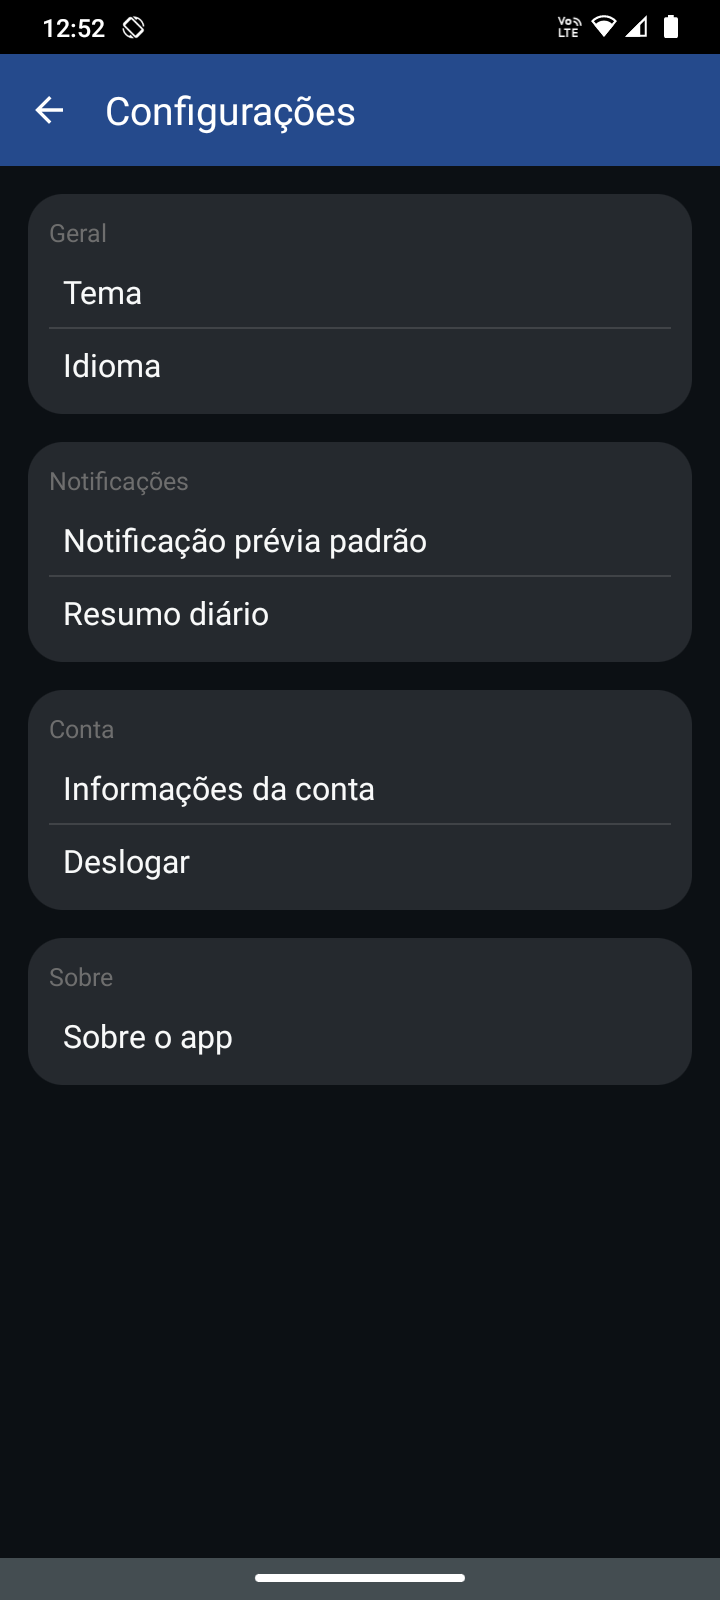 12:52
Vo LTE
Configurações
Geral
Tema
Idioma
Notificações
Notificação prévia padrão
Resumo diário
Conta
Informações da conta
Deslogar
Sobre
Sobre o app